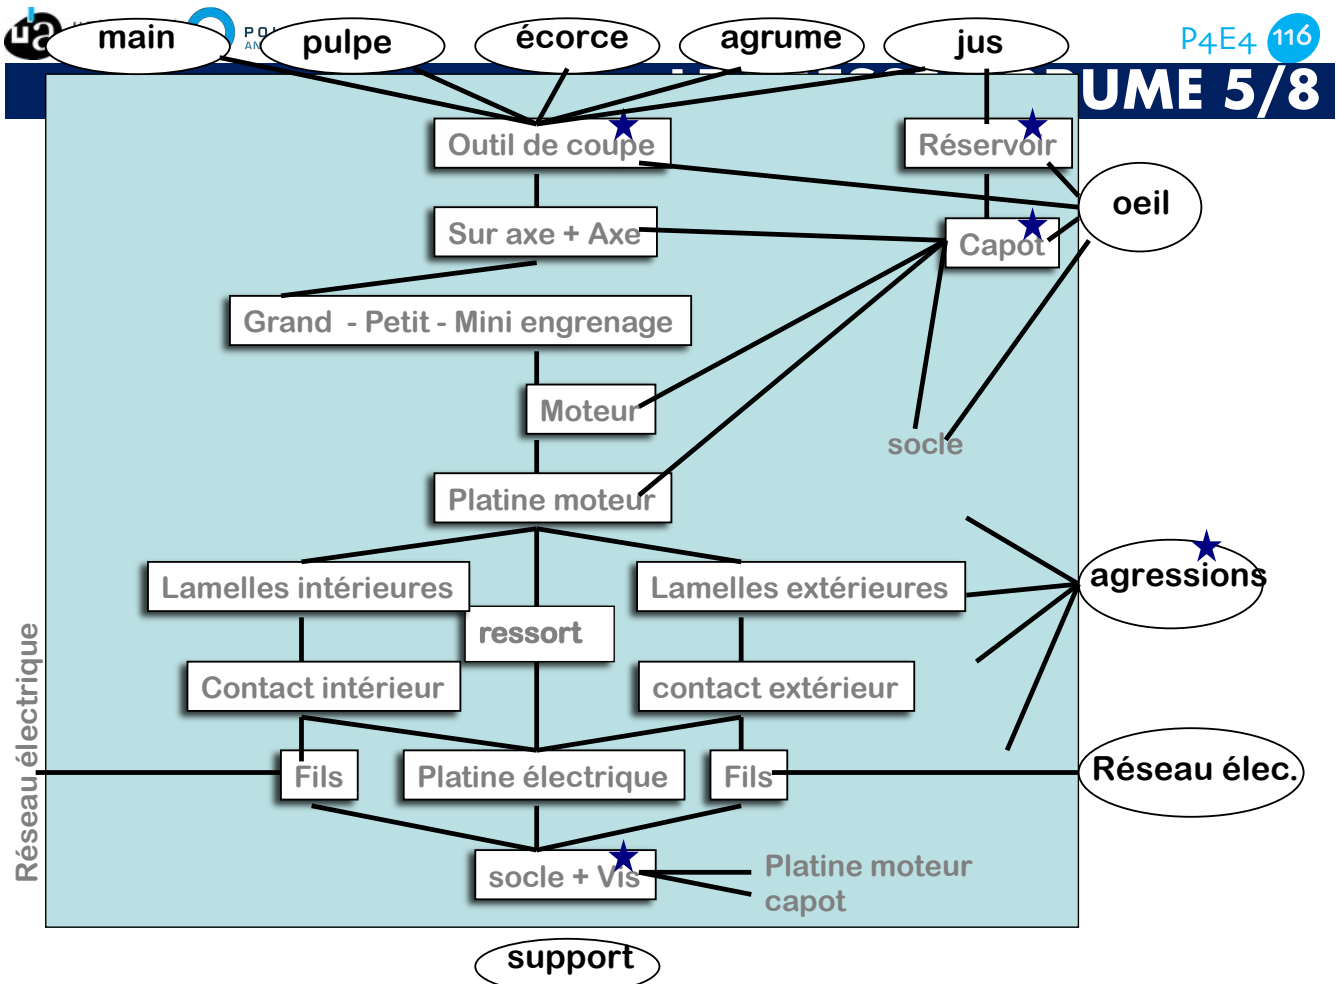 main
pulpe
écorce
agrume
jus
P4E4 116
UME 5/8
Outil de coupe
Réservoir
oeil
Sur axe + Axe
Capot
Grand - Petit - Mini engrenage
Moteur
socle
Platine moteur
agressions
Lamelles intérieures
Lamelles extérieures
ressort
Contact intérieur
contact extérieur
Réseau électrique
Fils
Platine électrique
Fils
Réseau élec.
socle + Vis
Platine moteur
capot
support